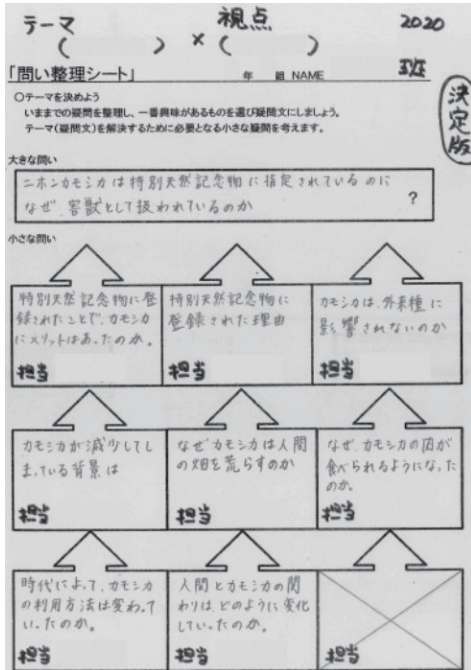 テーマ 視点 2020
( ) × ( )
「問い整理シート」 年 組 NAME 班
○テーマを決めよう
いままでの疑問を整理し、一番興味があるものを選び疑問文にしましょう。
テーマ(疑問文)を解決するために必要となる小さな疑問を考えます。
決定版
大きな問い
ニホンカモシカは特別天然記念物に指定されているのに
なぜ、害獣として扱われているのか ?
小さな問い
特別天然記念物に登
録されたことで、カモシカ
にメリットはあったのか。
担当
特別天然記念物に
登録された理由
担当
カモシカは、外来種に
影響されないのか
担当
カモシカが減少してし
まっている背景は
担当
なぜカモシカは人間
の畑を荒らすのか
担当
なぜ、カモシカの肉が
食べられるようになった
のか。
担当
時代によって、カモシカ
の利用方法は変わって
いったのか。
担当
人間とカモシカの関
わりは、どのように変化
していったのか。
担当
担当